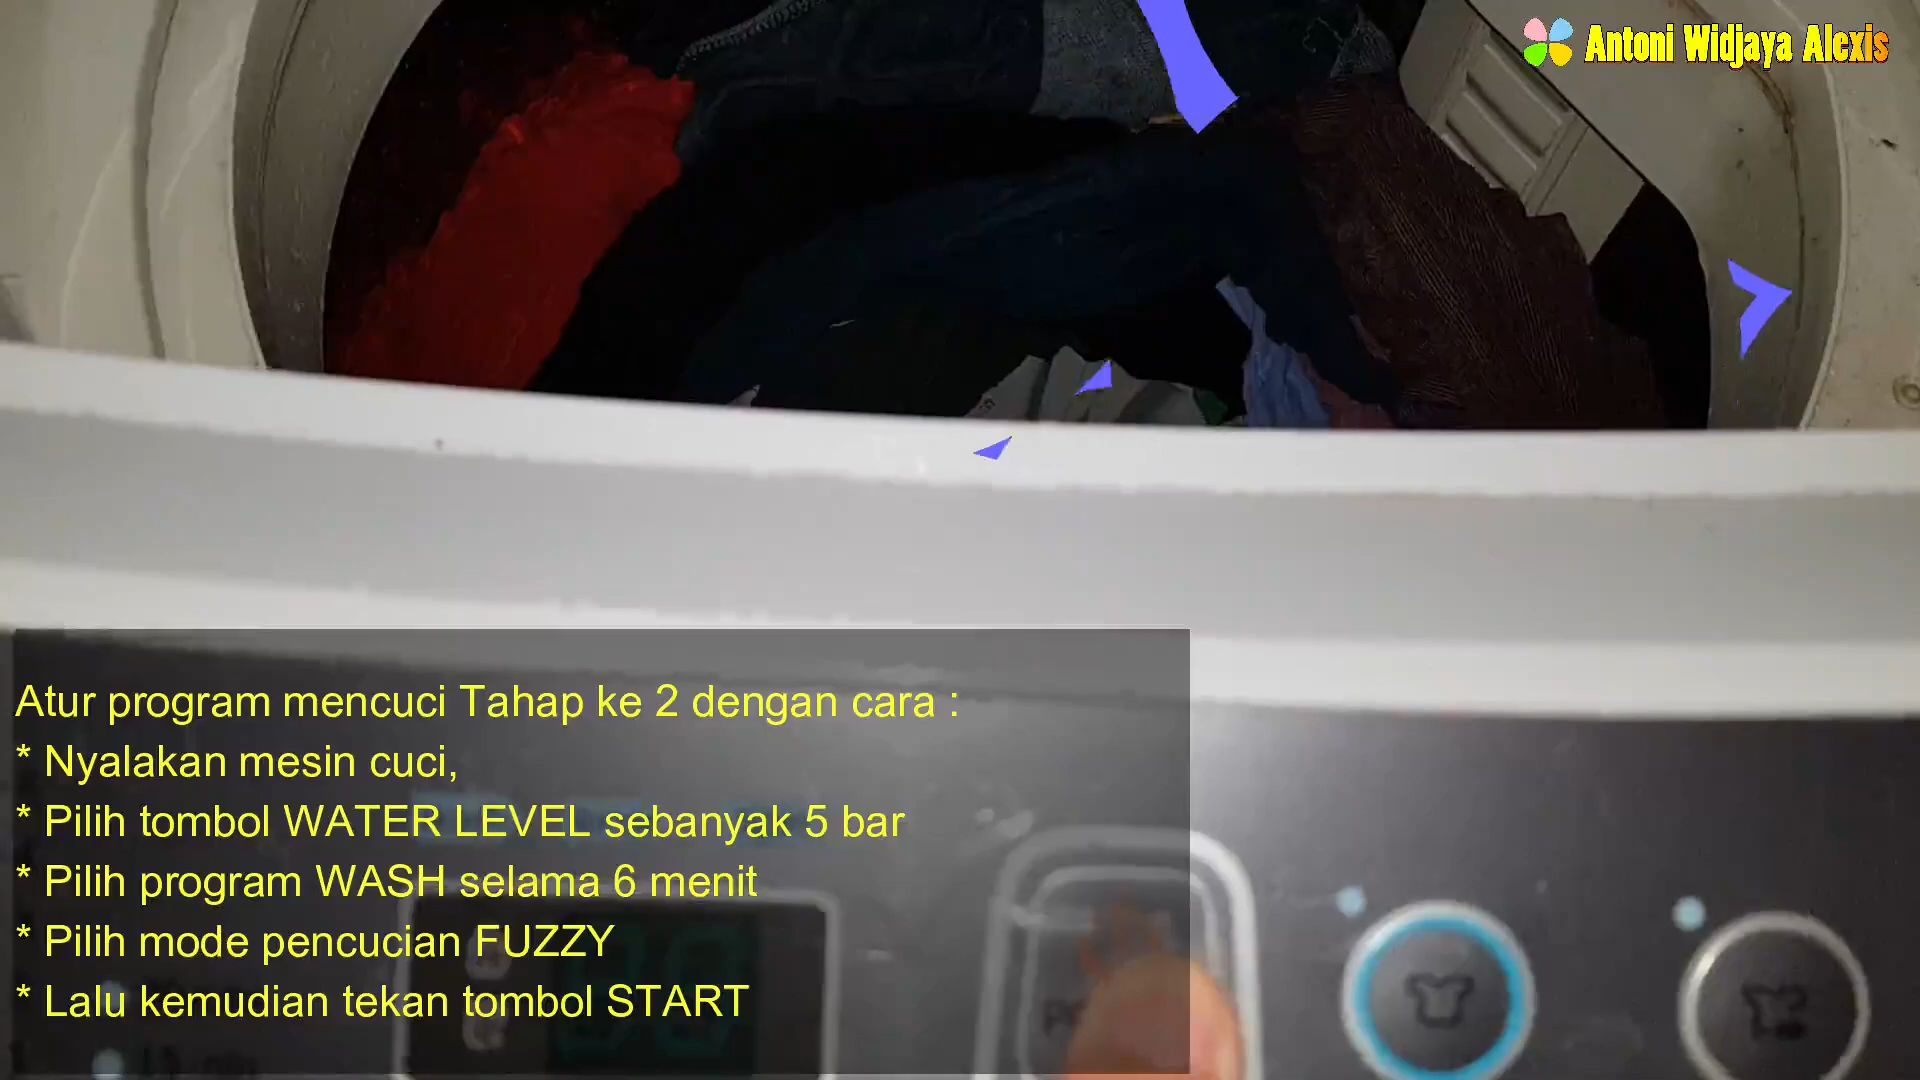 Antoni Widjaya Alexis
Atur program mencuci Tahap ke 2 dengan cara :
* Nyalakan mesin cuci,
* Pilih tombol WATER LEVEL sebanyak 5 bar
* Pilih program WASH selama 6 menit
* Pilih mode pencucian FUZZY
* Lalu kemudian tekan tombol START